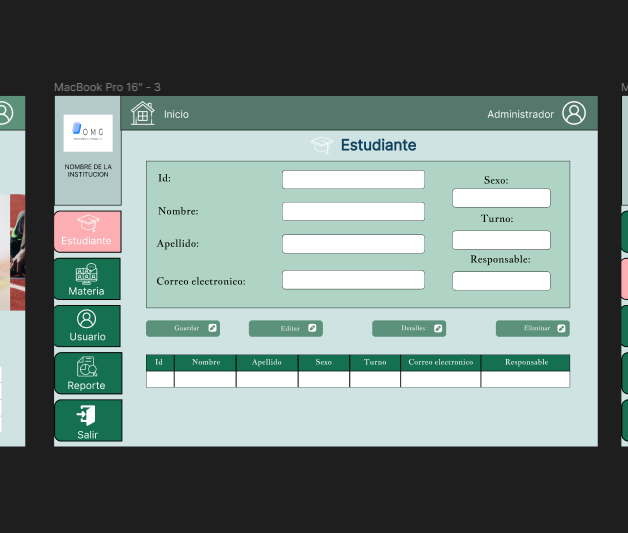 MacBook Pro 16" - 3
Inicio
Administrador
OMG
NOMBRE DE LA
INSTITUCION
Estudiante
Id:
Nombre:
Apellido:
Correo electronico:
Sexo:
Turno:
Responsable:
Estudiante
Materia
Usuario
Reporte
Salir
Guardar
Editar
Detalles
Eliminar
Id Nombre Apellido Sexo Turno Correo electronico Responsable